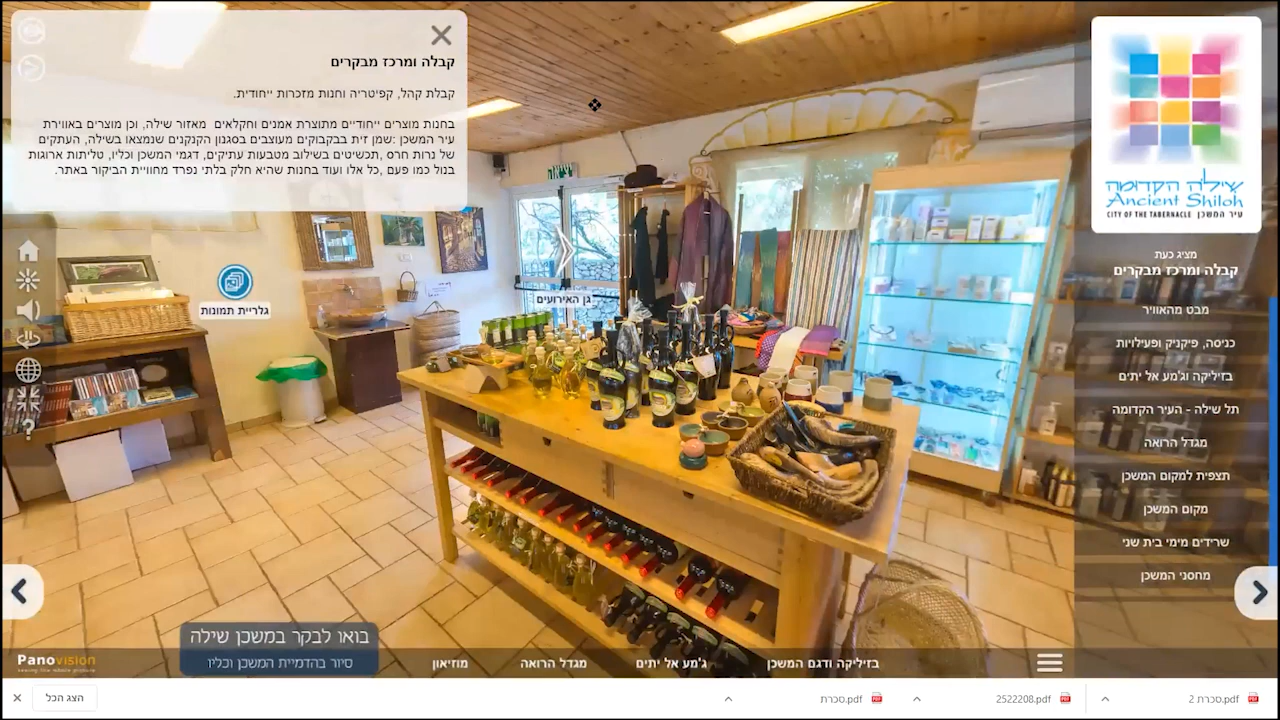 קבלה ומרכז מבקרים
קבלת קהל, קפיטריה וחנות מזכרות ייחודית.
בחנות מוצרים ייחודיים מתוצרת אמנים וחקלאים מאזור שילה, וכן מוצרים באווירת
עיר המשכן :שמן זית בבקבוקים מעוצבים בסגנון הקנקנים שנמצאו בשילה, העתקים
של נרות חרס ,תכשיטים בשילוב מטבעות עתיקים, דגמי המשכן וכליו, טליתות ארוגות
בנול כמו פעם ,כל אלו ועוד בחנות שהיא חלק בלתי נפרד מחוויית הביקור באתר.
שילה הקדומה
Ancient Shiloh
CITY OF THE TABERNACLE עיר המשכן
מציג כעת
קבלה ומרכז מבקרים
מבט מהאוויר
כניסה, פיקניק ופעילויות
בזיליקה וג'מע אל יתים
תל שילה - העיר הקדומה
מגדל הרואה
תצפית למקום המשכן
מקום המשכן
שרידים מימי בית שני
מחסני המשכן
יציאה
גן האירועים
גלריית תמונות
בואו לבקר במשכן שילה
סיור בהדמיית המשכן וכליו
בזיליקה ודגם המשכן
ג'מע אל יתים
מגדל הרואה
מוזיאון
Panovision
סכרת 2.pdf
2522208.pdf
סכרת.pdf
הצג הכל